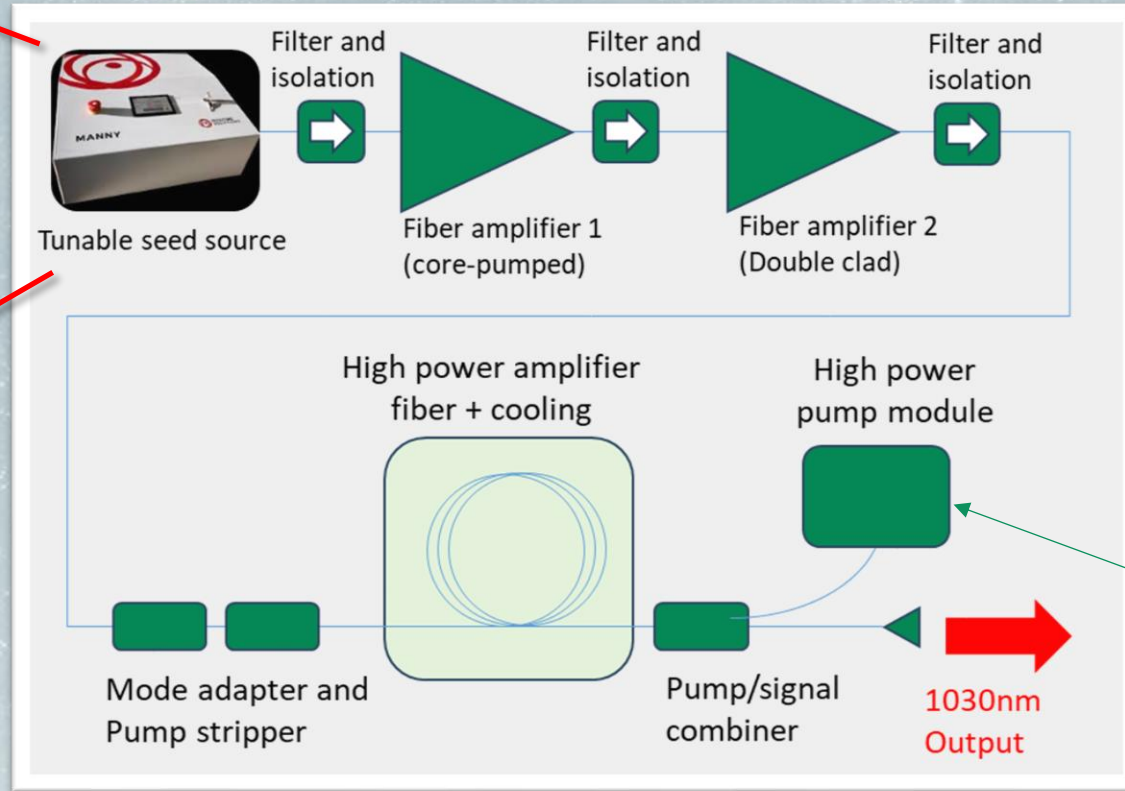 Filter and
isolation
Filter and
isolation
Filter and
isolation
MANNY
Tunable seed source
Fiber amplifier 1
(core-pumped)
Fiber amplifier 2
(Double clad)
High power amplifier
fiber + cooling
High power
pump module
Mode adapter and
Pump stripper
Pump/signal
combiner
1030nm
Output